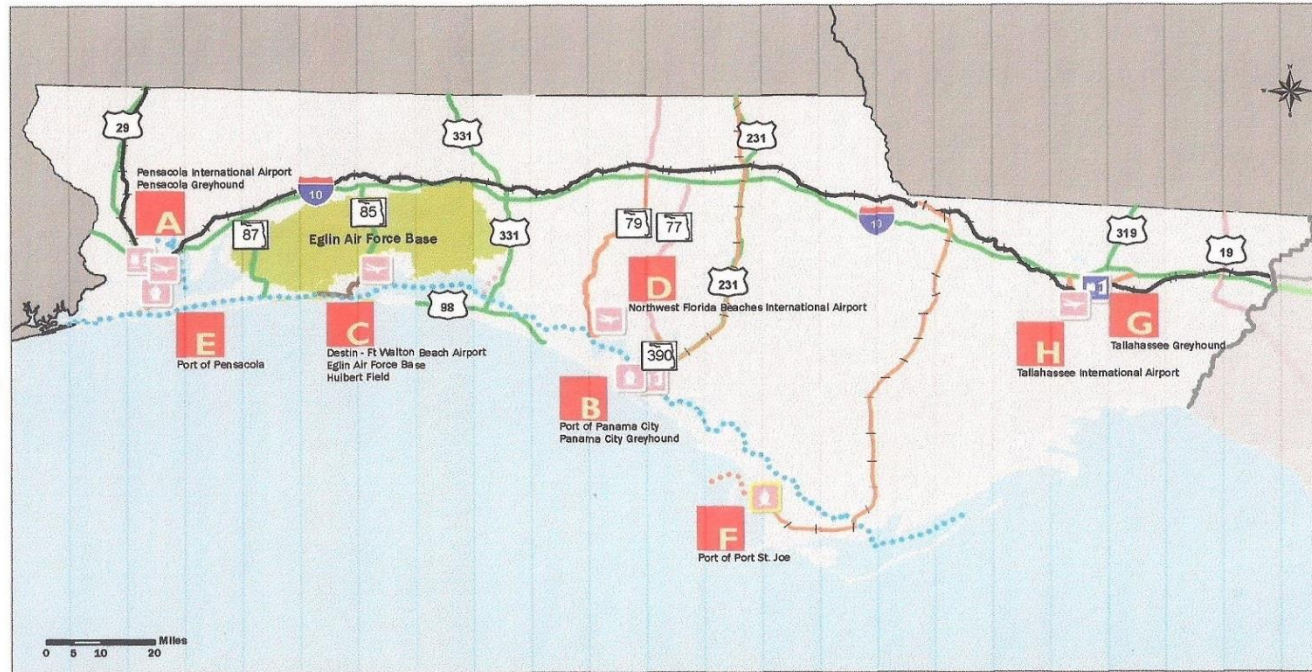 29
331
231
Pensacola International Airport
Pensacola Greyhound
A
10
85
87
Eglin Air Force Base
331
79
77
D
Northwest Florida Beaches International Airport
231
98
10
319
19
E
Port of Pensacola
C
Destin - Ft Walton Beach Airport
Eglin Air Force Base
Hulbert Field
390
B
Port of Panama City
Panama City Greyhound
H
Tallahassee International Airport
G
Tallahassee Greyhound
F
Port of Port St. Joe
Miles
0 5 10 20
N